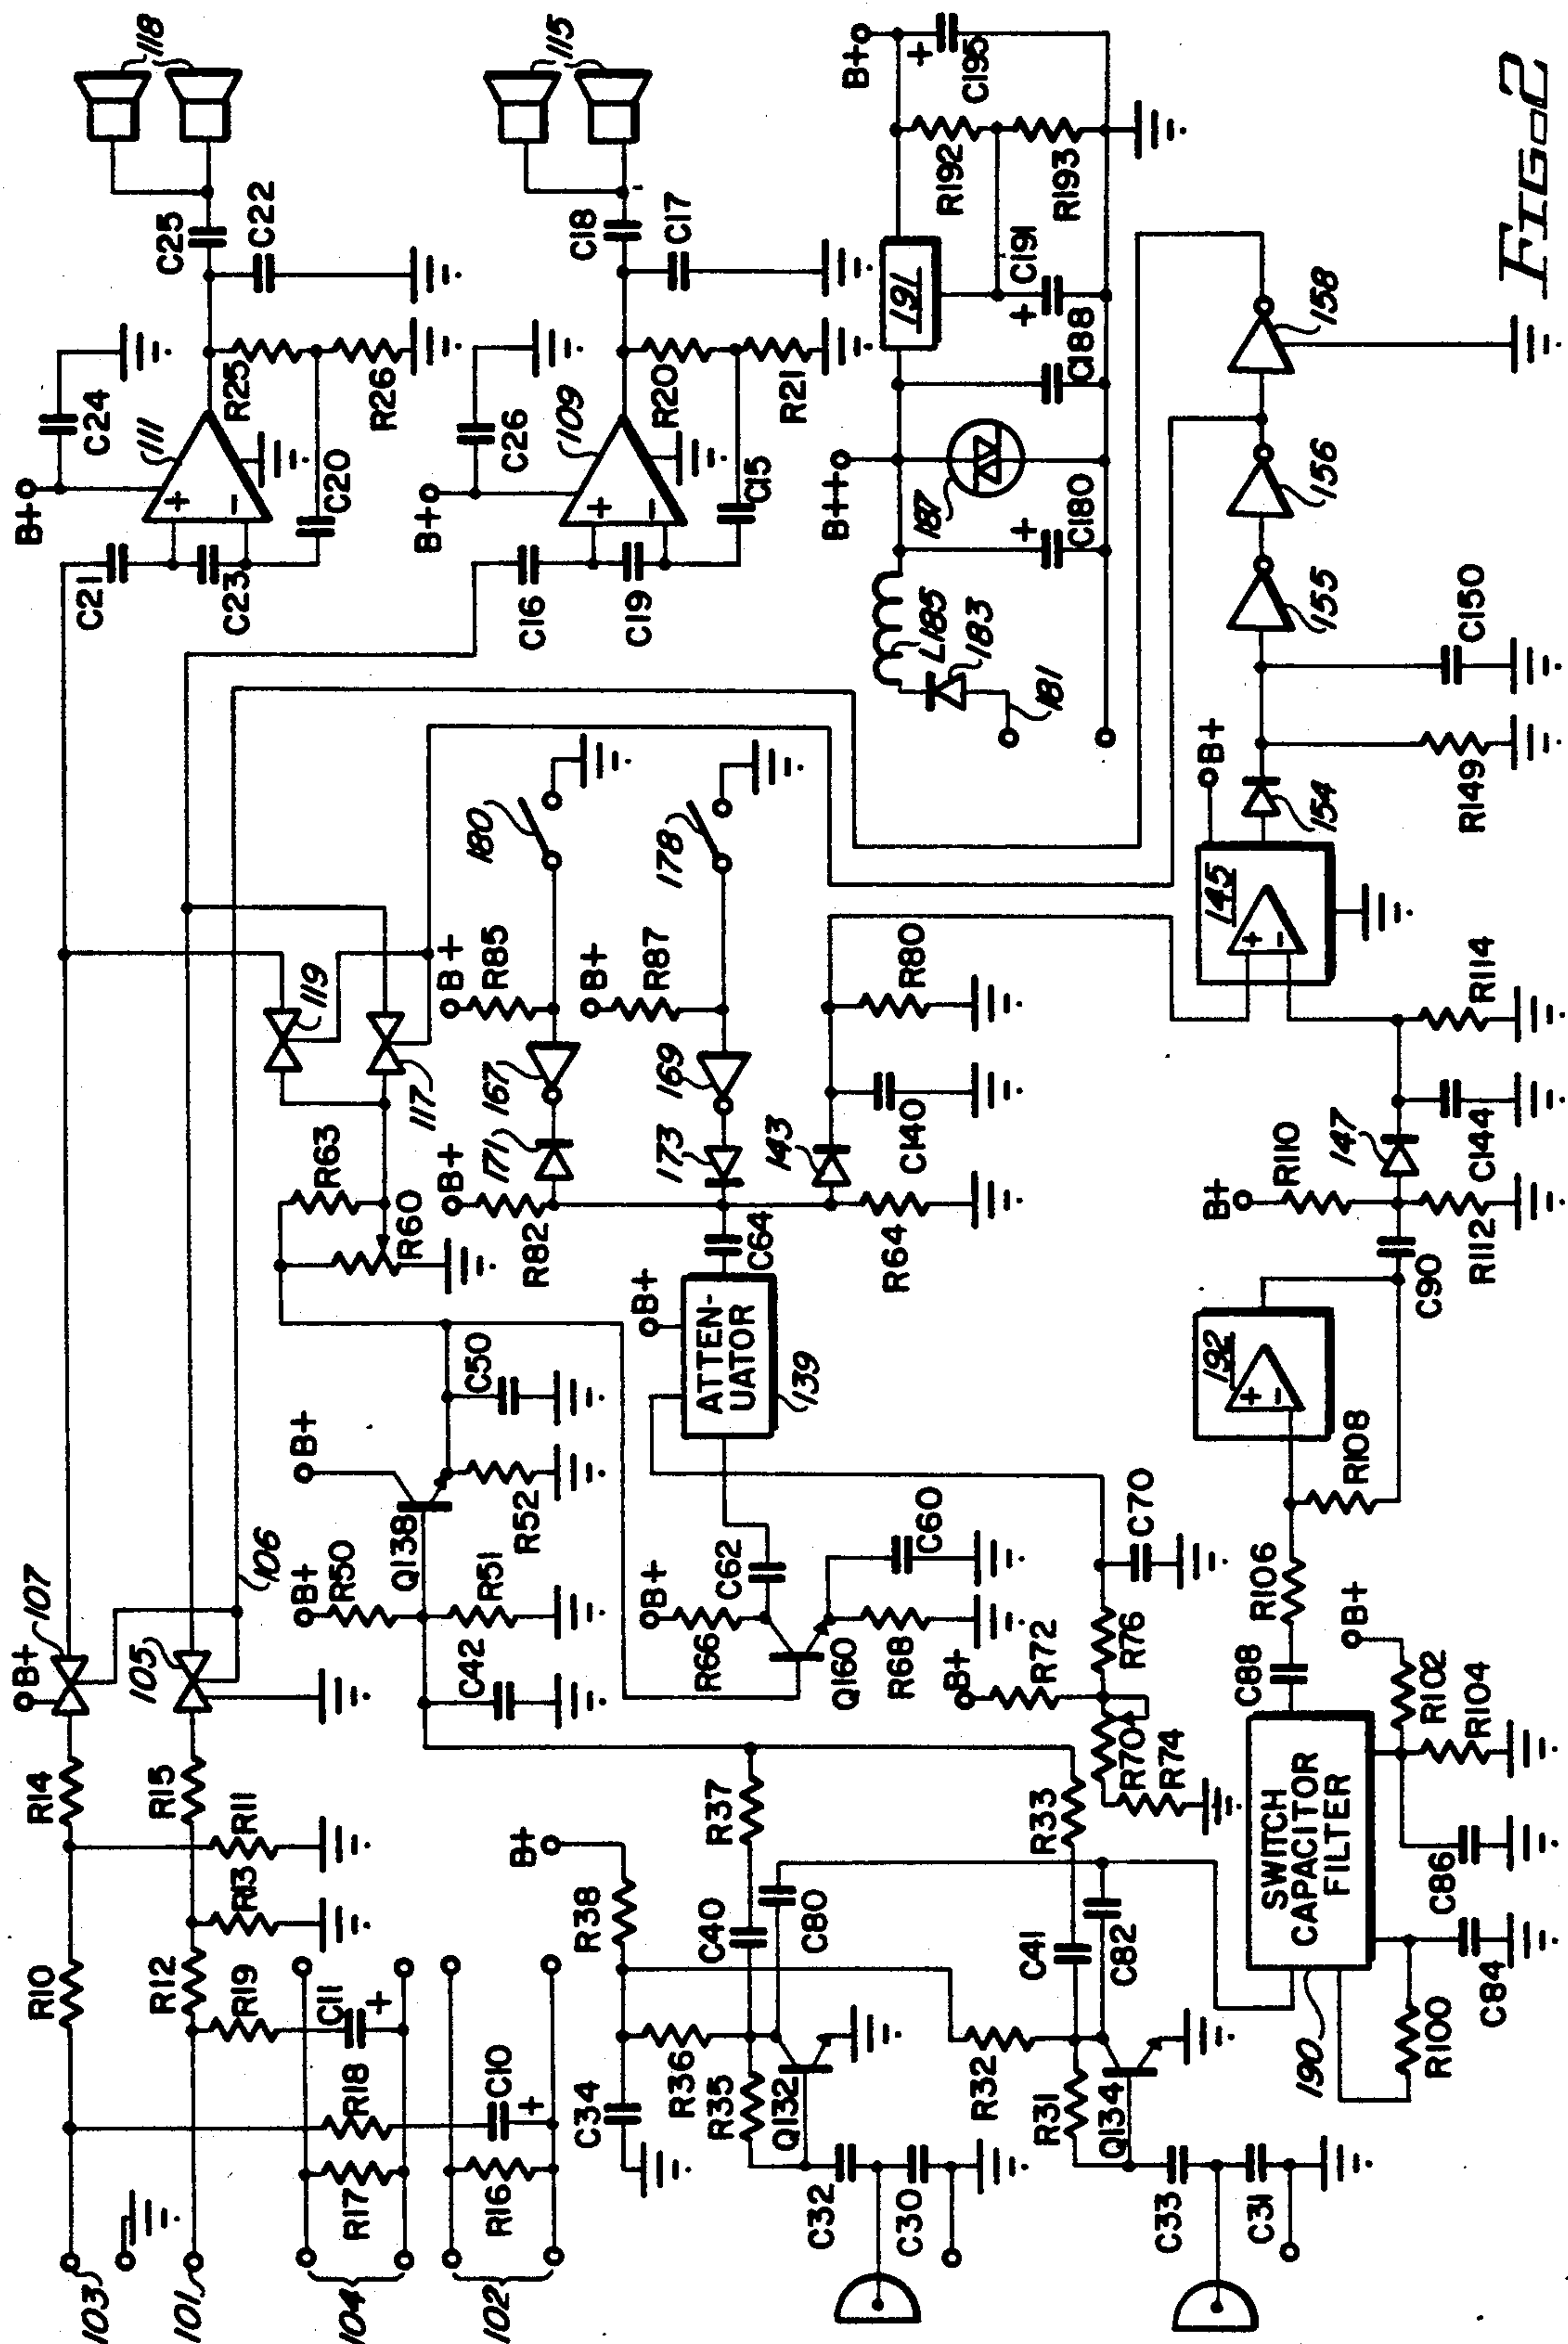 B+
C24
111
C21
C23
C20
R25
R26
C25
C22
118
B+
C26
109
C16
C19
C15
R20
R21
C18
C17
115
B+
107
R14
R10
105
R15
R11
R13
R12
R19
106
103
101
104
102
R18
C11
+
R17
C10
+
R16
119
117
R63
R60
B+
C50
Q138
R52
B+
R50
R51
C42
B+
R85
180
167
171
B+
R82
B+
R87
178
169
173
143
C140
R80
R64
C64
B+
ATTEN-
UATOR
139
C62
B+
R66
Q160
R68
C60
B+
R72
R76
C70
R70
R74
B+
R38
C34
R36
R35
Q132
C32
C30
C40
R37
C80
R32
R31
Q134
C33
C31
C41
R33
C82
SWITCH
CAPACITOR
FILTER
190
R100
C84
C86
R104
R102
B+
C88
R106
R108
192
+
−
C90
B+
R110
R112
147
C144
R114
145
+
−
B+
154
R149
C150
155
156
158
181
183
L185
B++
187
C180
+
C188
191
C191
+
R192
R193
C195
+
B+
+
−
+
−
FIG-2